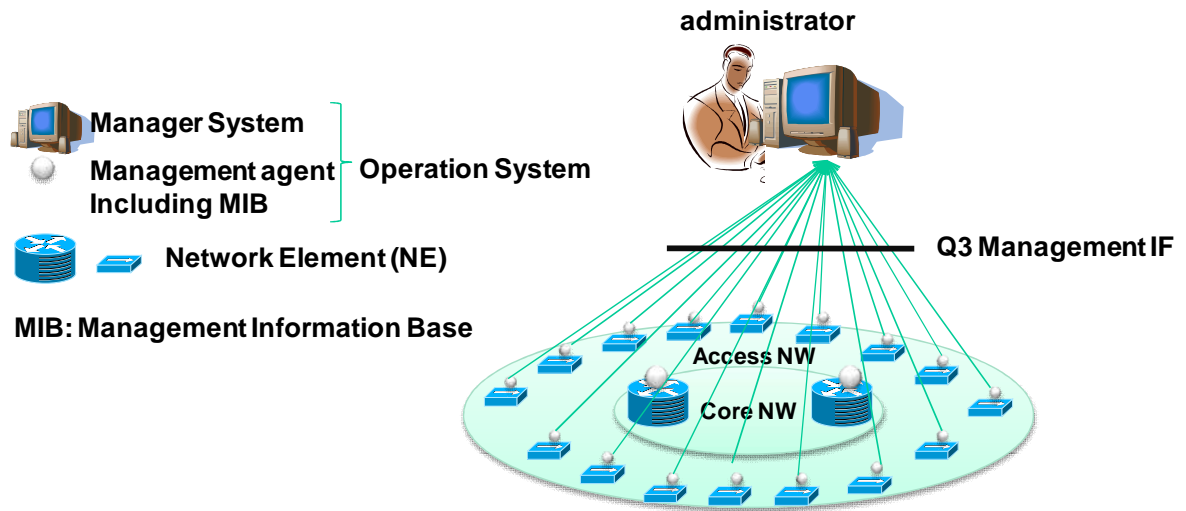 administrator
Manager System
Management agent
Including MIB
Operation System
Network Element (NE)
MIB: Management Information Base
Q3 Management IF
Access NW
Core NW